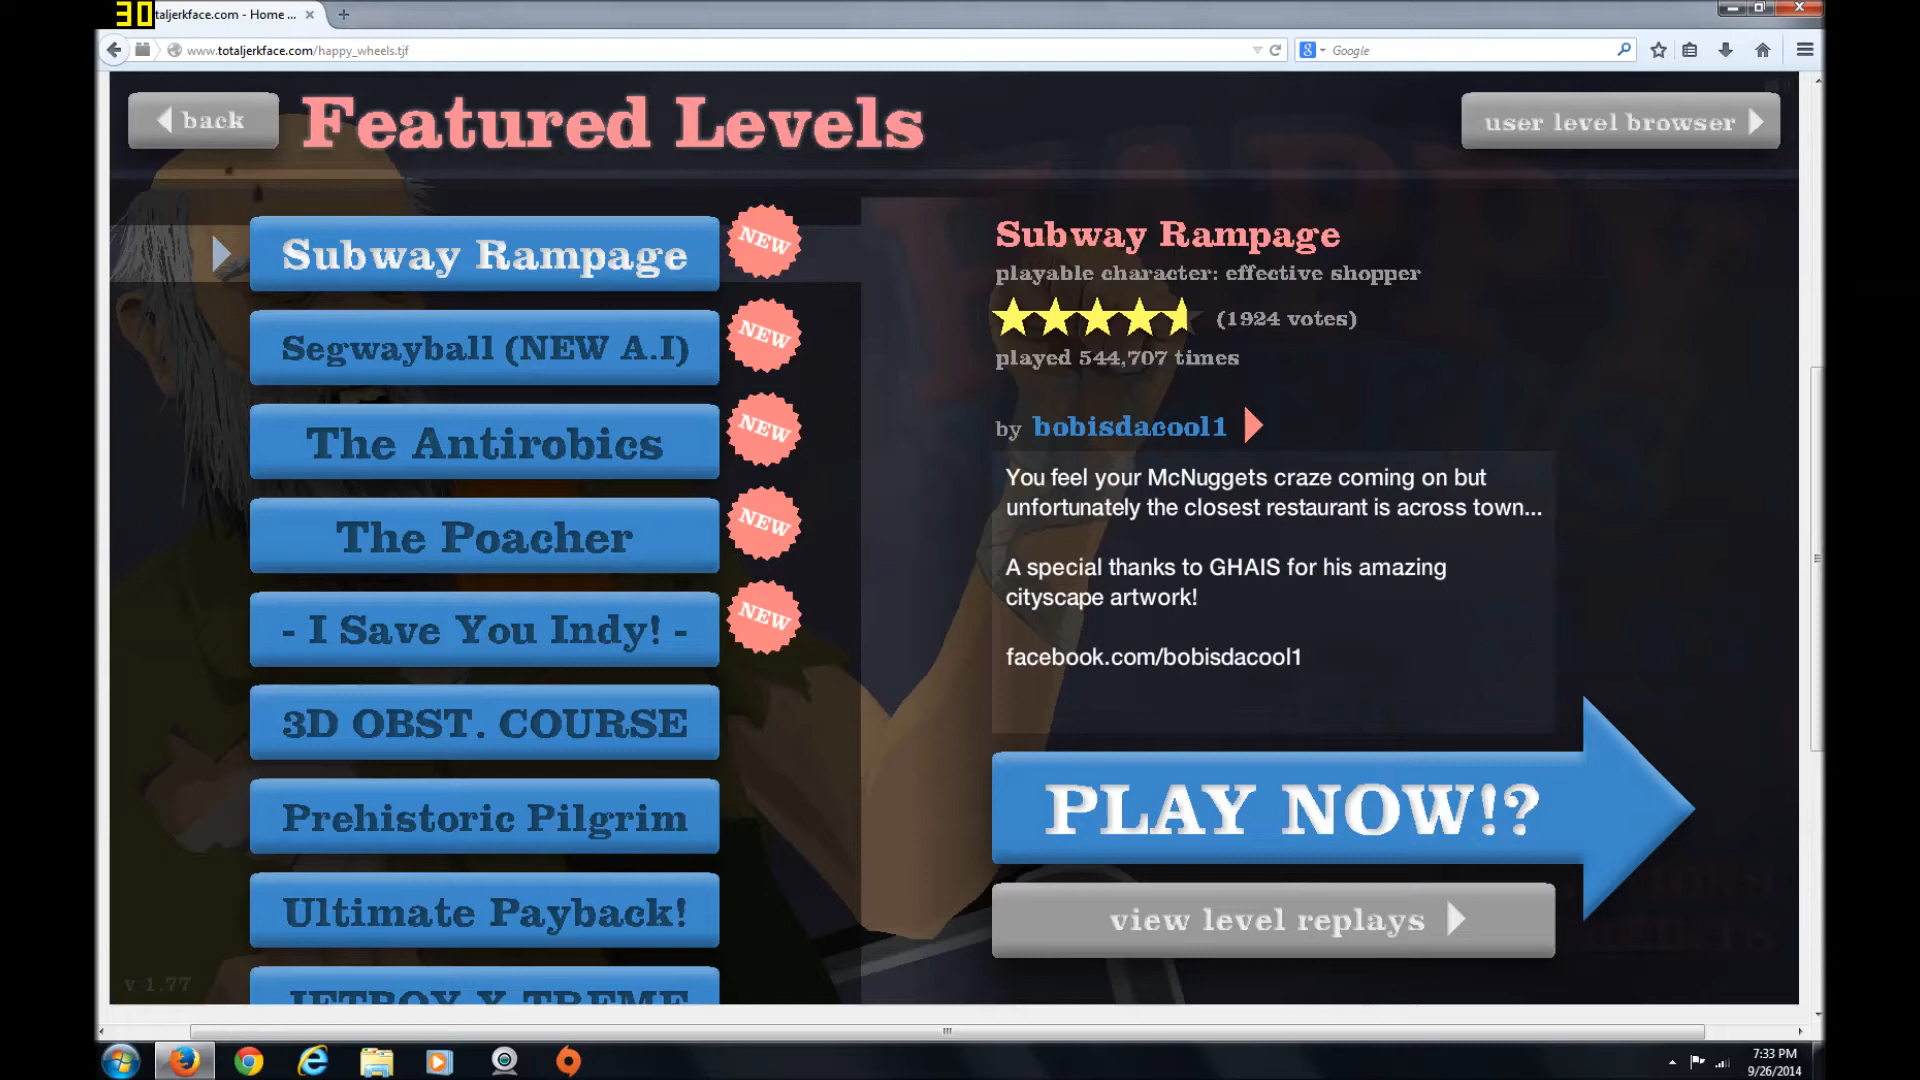 30
taljerkface.com - Home ...
www.totaljerkface.com/happy_wheels.tjf
Google
back
Featured Levels
user level browser
Subway Rampage
NEW
Segwayball (NEW A.I)
NEW
The Antirobics
NEW
The Poacher
NEW
- I Save You Indy! -
NEW
3D OBST. COURSE
Prehistoric Pilgrim
Ultimate Payback!
v 1.77
Subway Rampage
playable character: effective shopper
(1924 votes)
played 544,707 times
by bobisdacool1
You feel your McNuggets craze coming on but
unfortunately the closest restaurant is across town...
A special thanks to GHAIS for his amazing
cityscape artwork!
facebook.com/bobisdacool1
PLAY NOW!?
view level replays
7:33 PM
9/26/2014